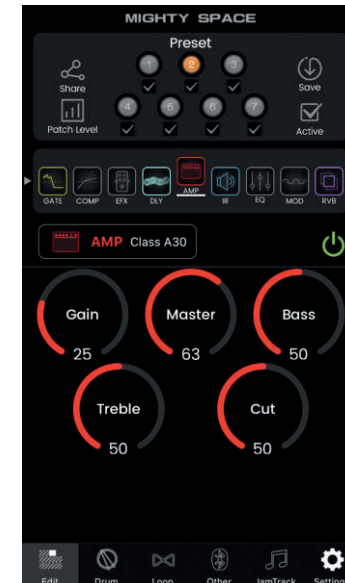 MIGHTY SPACE
Preset
1 2 3
Share
Save
4 5 6 7
Patch Level
Active
GATE COMP EFX DLY AMP IR EQ MOD RVB
AMP Class A30
Gain Master Bass
25 63 50
Treble Cut
50 50
Edit Drum Loop Other JamTrack Setting